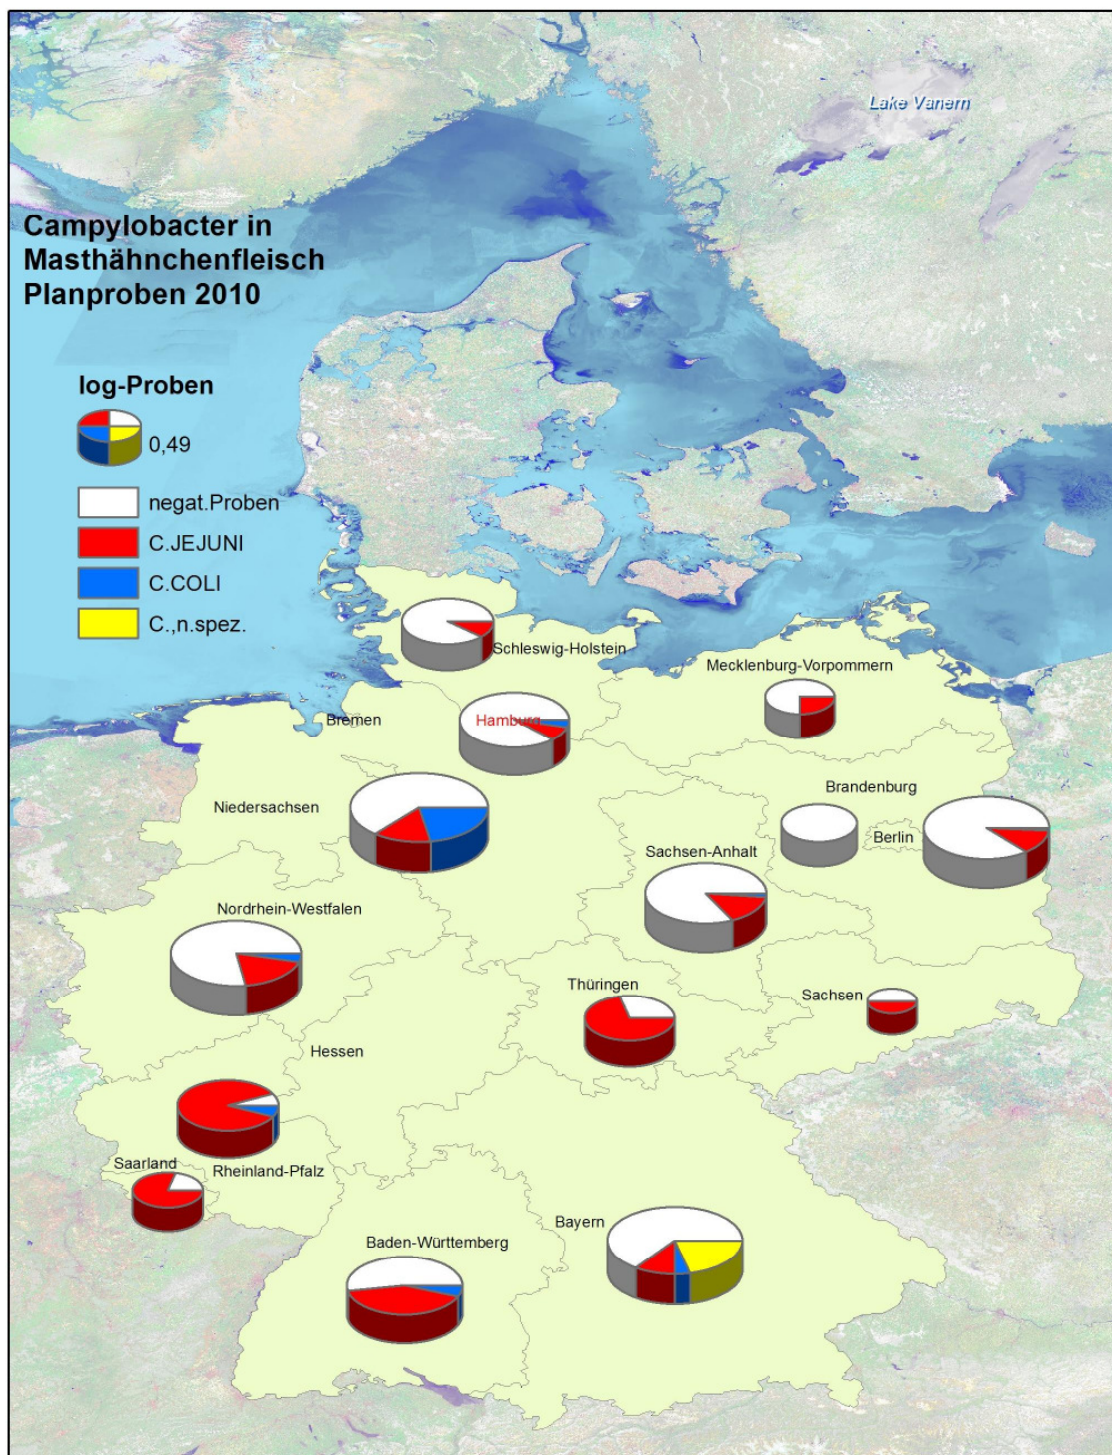 Lake Vanern
Campylobacter in
Masthähnchenfleisch
Planproben 2010
log-Proben
0,49
negat.Proben
C.JEJUNI
C.COLI
C.,n.spez.
Schleswig-Holstein
Mecklenburg-Vorpommern
Bremen
Hamburg
Niedersachsen
Brandenburg
Berlin
Sachsen-Anhalt
Nordrhein-Westfalen
Thüringen
Sachsen
Hessen
Saarland
Rheinland-Pfalz
Bayern
Baden-Württemberg